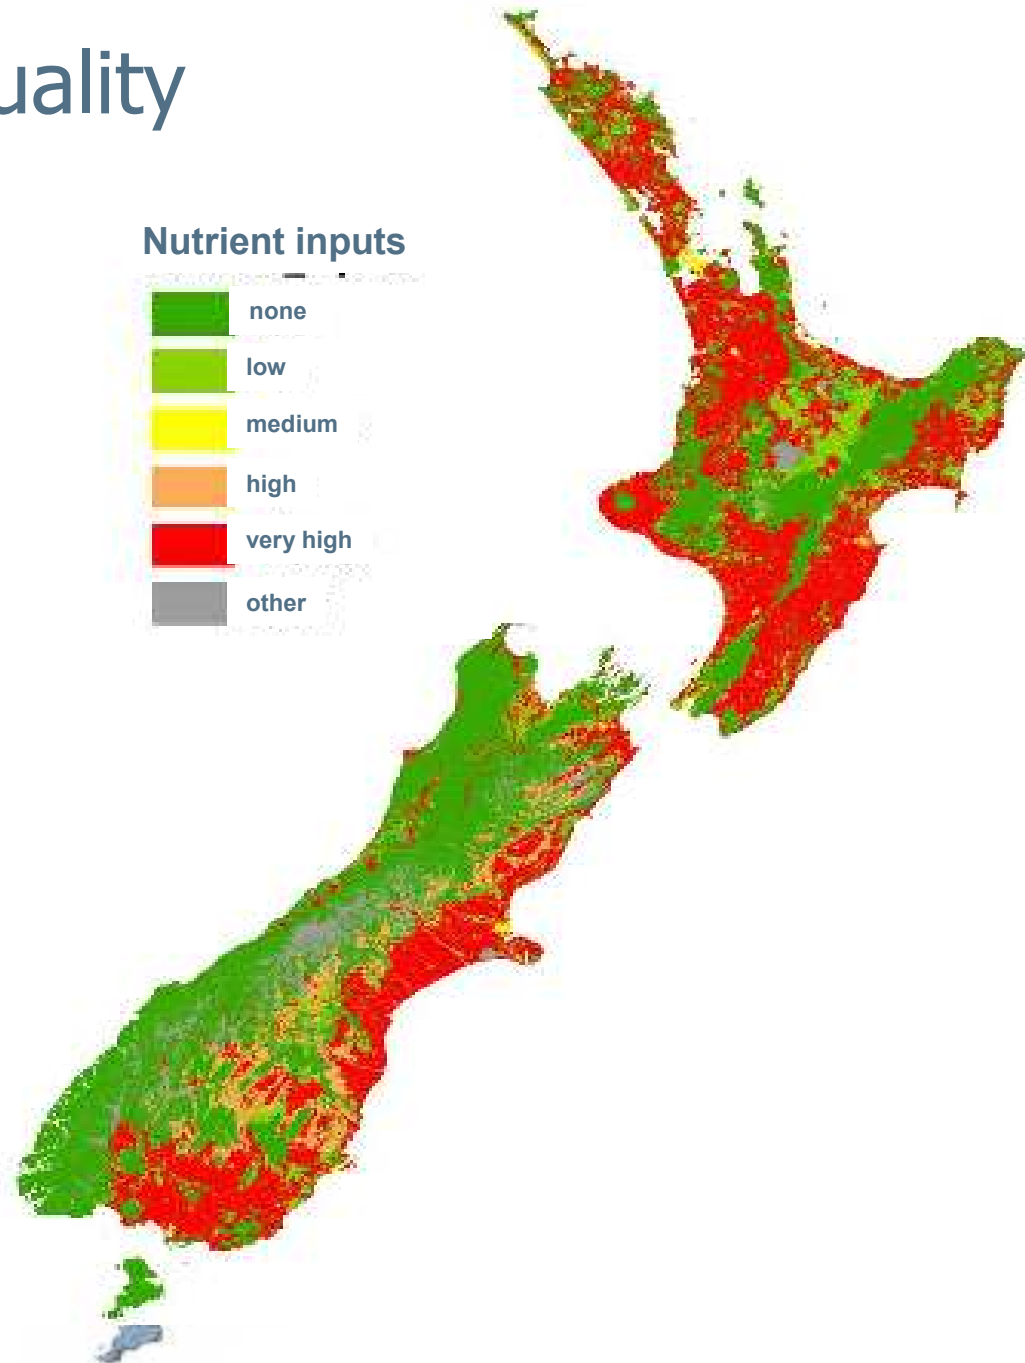 uality
Nutrient inputs
none
low
medium
high
very high
other